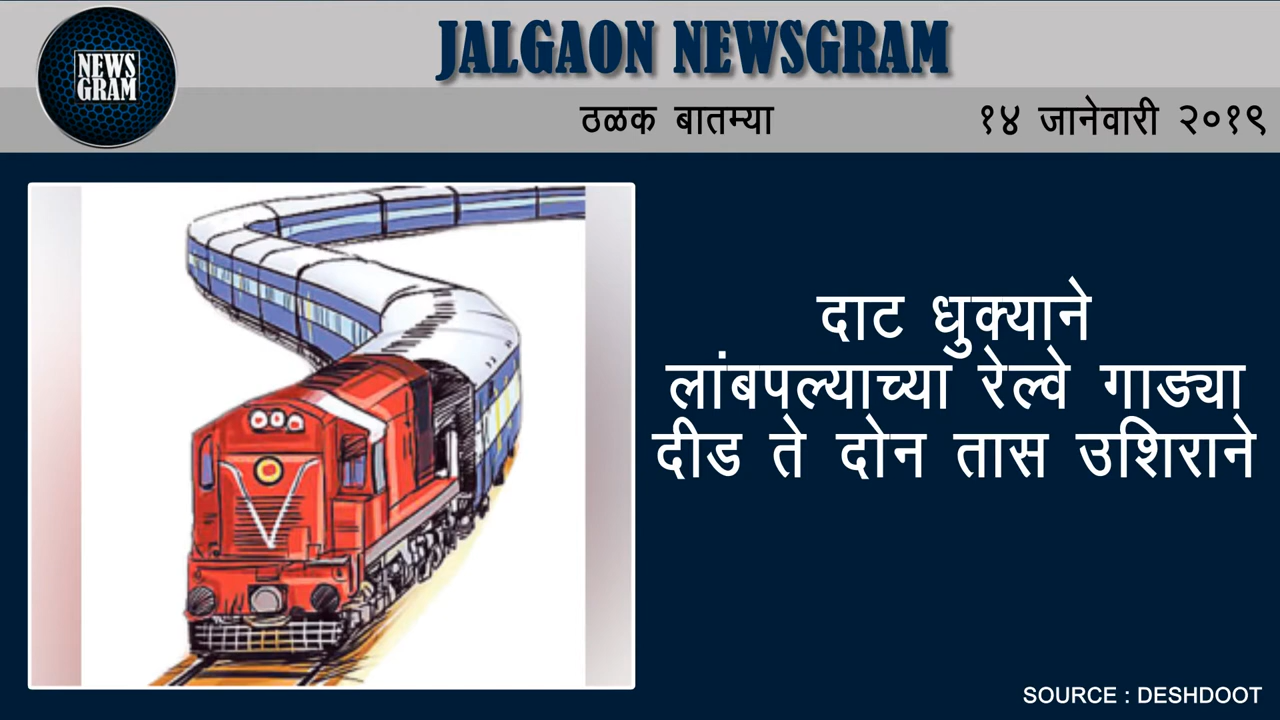 NEWS
GRAM
JALGAON NEWSGRAM
ठळक बातम्या
१४ जानेवारी २०१९
दाट धुक्याने
लांबपल्याच्या रेल्वे गाड्या
दीड ते दोन तास उशिराने
SOURCE : DESHDOOT